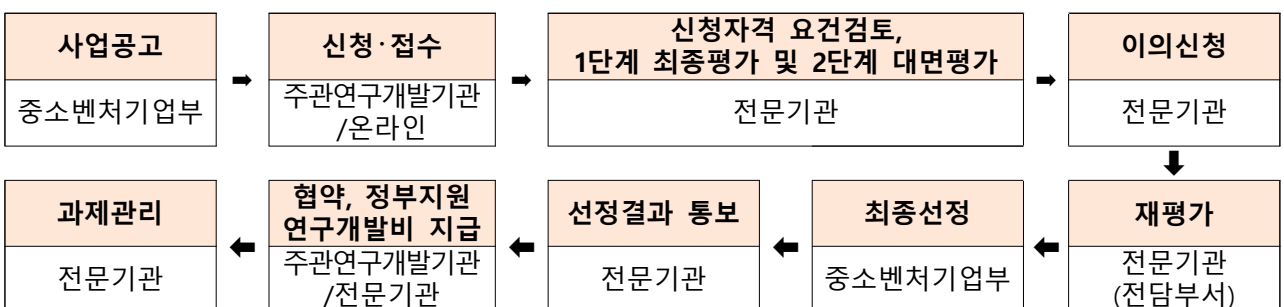 사업공고
중소벤처기업부
➡
신청·접수
주관연구개발기관
/온라인
➡
신청자격 요건검토,
1단계 최종평가 및 2단계 대면평가
전문기관
➡
이의신청
전문기관
⬇
재평가
전문기관
(전담부서)
⬅
최종선정
중소벤처기업부
⬅
선정결과 통보
전문기관
⬅
협약, 정부지원
연구개발비 지급
주관연구개발기관
/전문기관
⬅
과제관리
전문기관